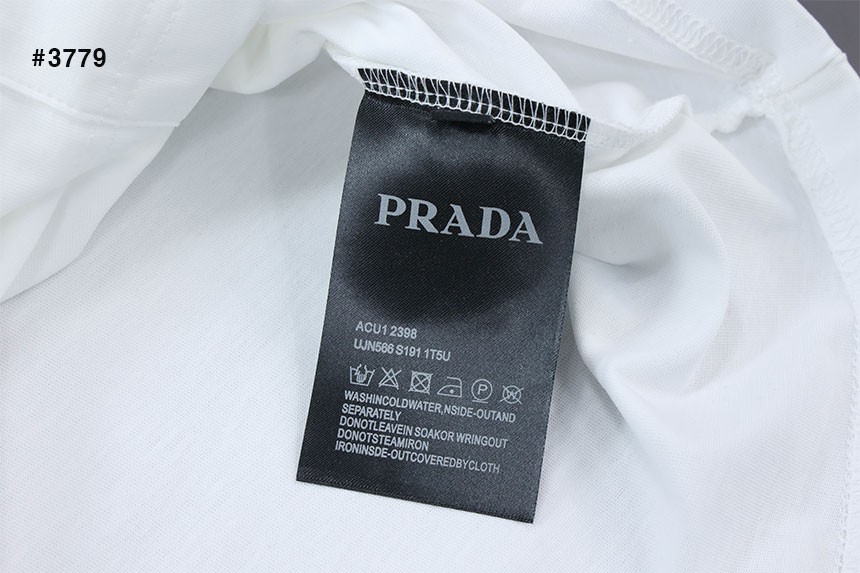 #3779
PRADA
ACU1 2398
UJN566 S191 1T5U
P W
WASHINCOLDWATER,NSIDE-OUTAND
SEPARATELY
DONOTLEAVEIN SOAKOR WRINGOUT
DONOTSTEAMIRON
IRONINSDE-OUTCOVEREDBYCLOTH